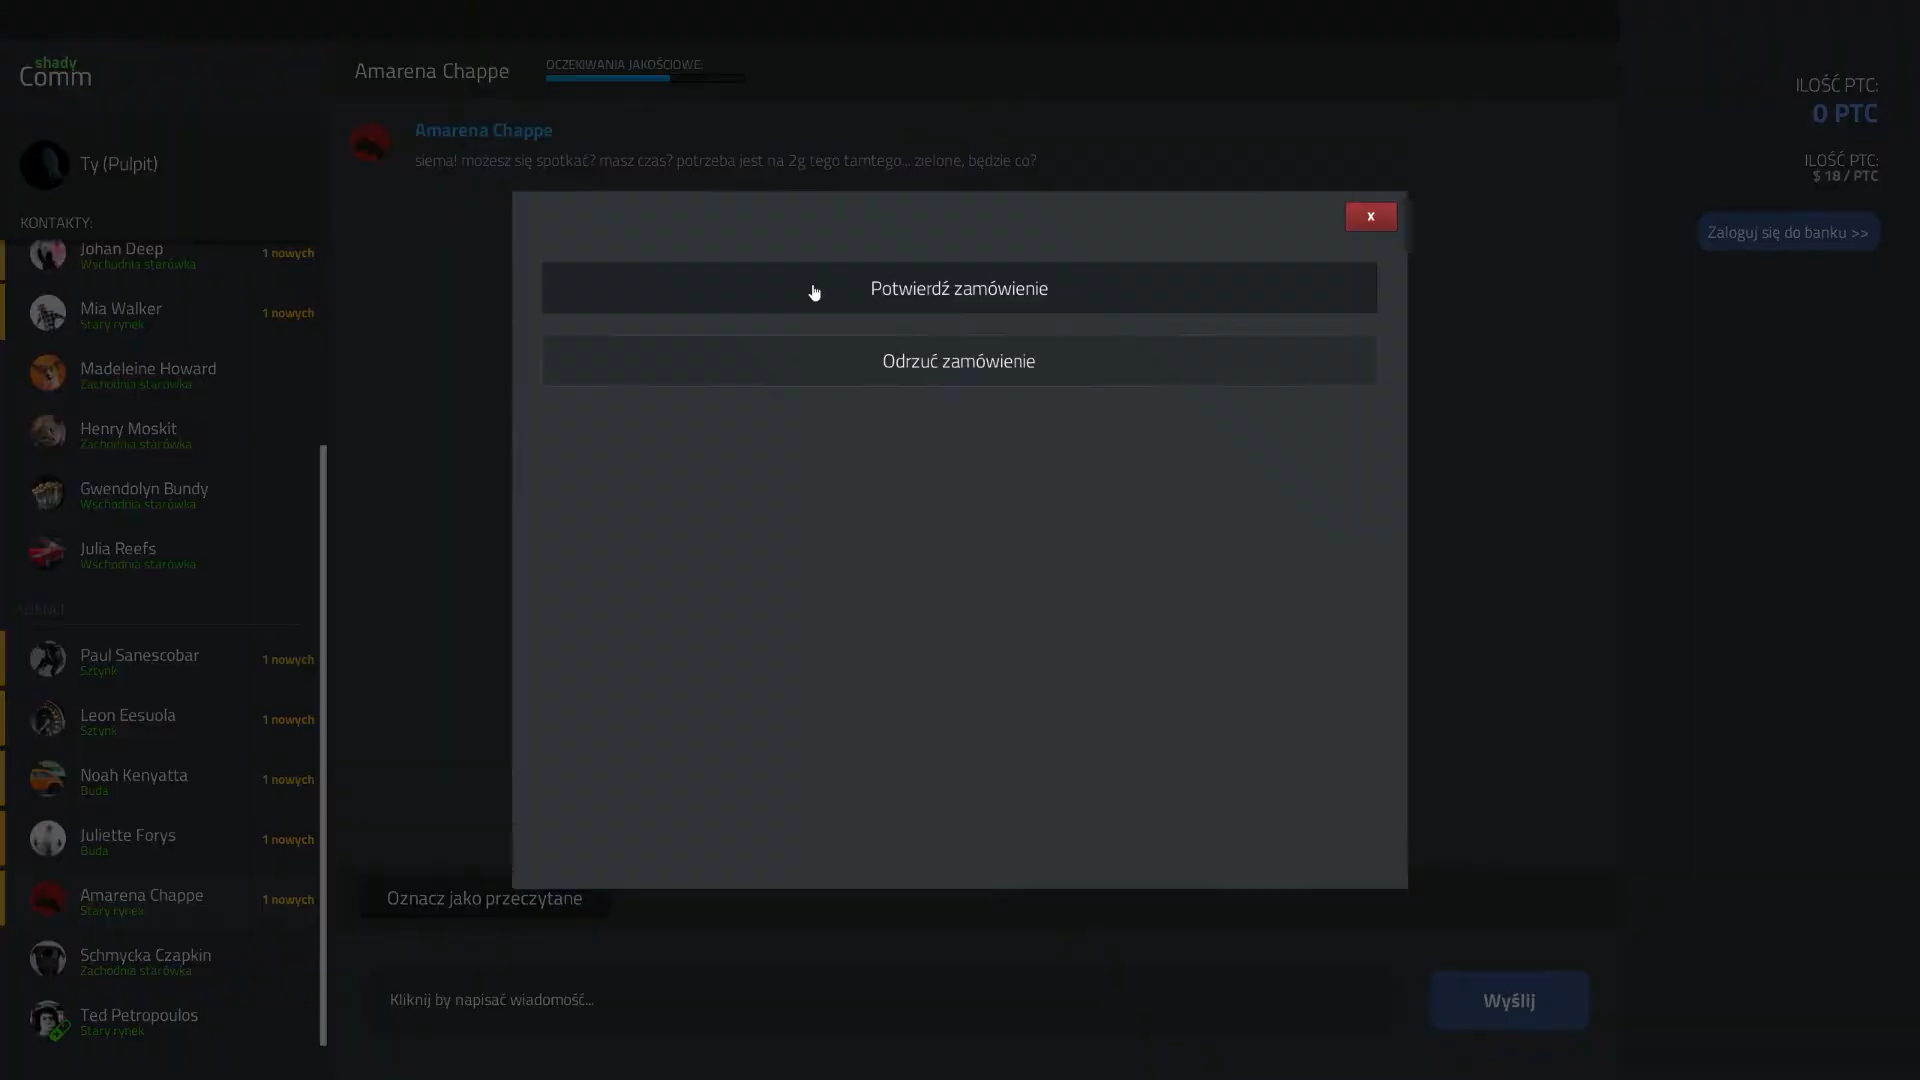 shady
Comm
Ty (Pulpit)
KONTAKTY:
Johan Deep
Wschodnia starówka
1 nowych
Mia Walker
Stary rynek
1 nowych
Madeleine Howard
Zachodnia starówka
Henry Moskit
Zachodnia starówka
Gwendolyn Bundy
Wschodnia starówka
Julia Reefs
Wschodnia starówka
Paul Sanescobar
Sztynk
1 nowych
Leon Eesuola
Sztynk
1 nowych
Noah Kenyatta
Buda
1 nowych
Juliette Forys
Buda
1 nowych
Amarena Chappe
Stary rynek
1 nowych
Schmycka Czapkin
Zachodnia starówka
Ted Petropoulos
Stary rynek
Amarena Chappe
OCZEKIWANIA JAKOŚCIOWE:
Amarena Chappe
siema! możesz się spotkać? masz czas? potrzeba jest na 2g tego tamtego... zielone, będzie co?
x
Potwierdź zamówienie
Odrzuć zamówienie
Oznacz jako przeczytane
Kliknij by napisać wiadomość...
Wyślij
ILOŚĆ PTC:
0 PTC
ILOŚĆ PTC:
$ 18 / PTC
Zaloguj się do banku >>